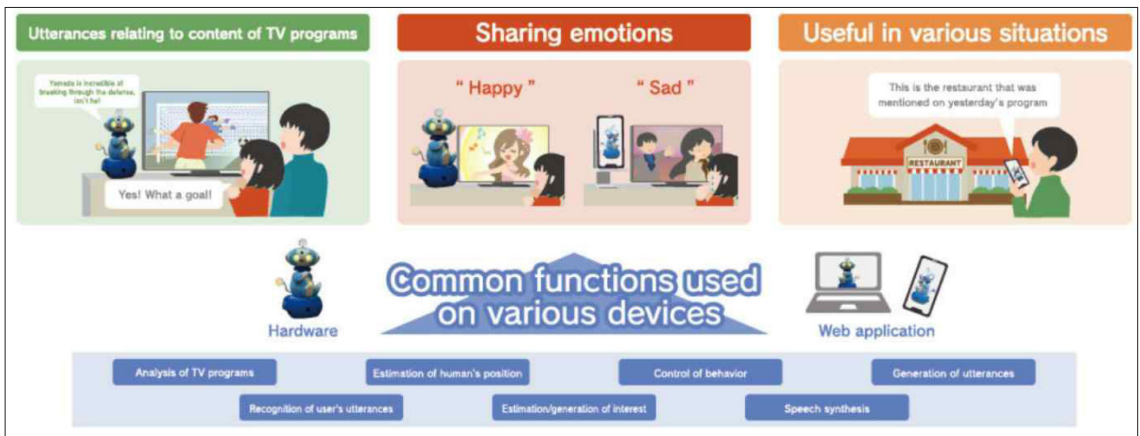 Utterances relating to content of TV programs
Sharing emotions
Useful in various situations
Yamada is incredible at
breaking through the defense,
isn't he!
Yes! What a goal!
" Happy "
" Sad "
This is the restaurant that was
mentioned on yesterday's program
RESTAURANT
Hardware
Common functions used
on various devices
Web application
Analysis of TV programs
Estimation of human's position
Control of behavior
Generation of utterances
Recognition of user's utterances
Estimation/generation of interest
Speech synthesis